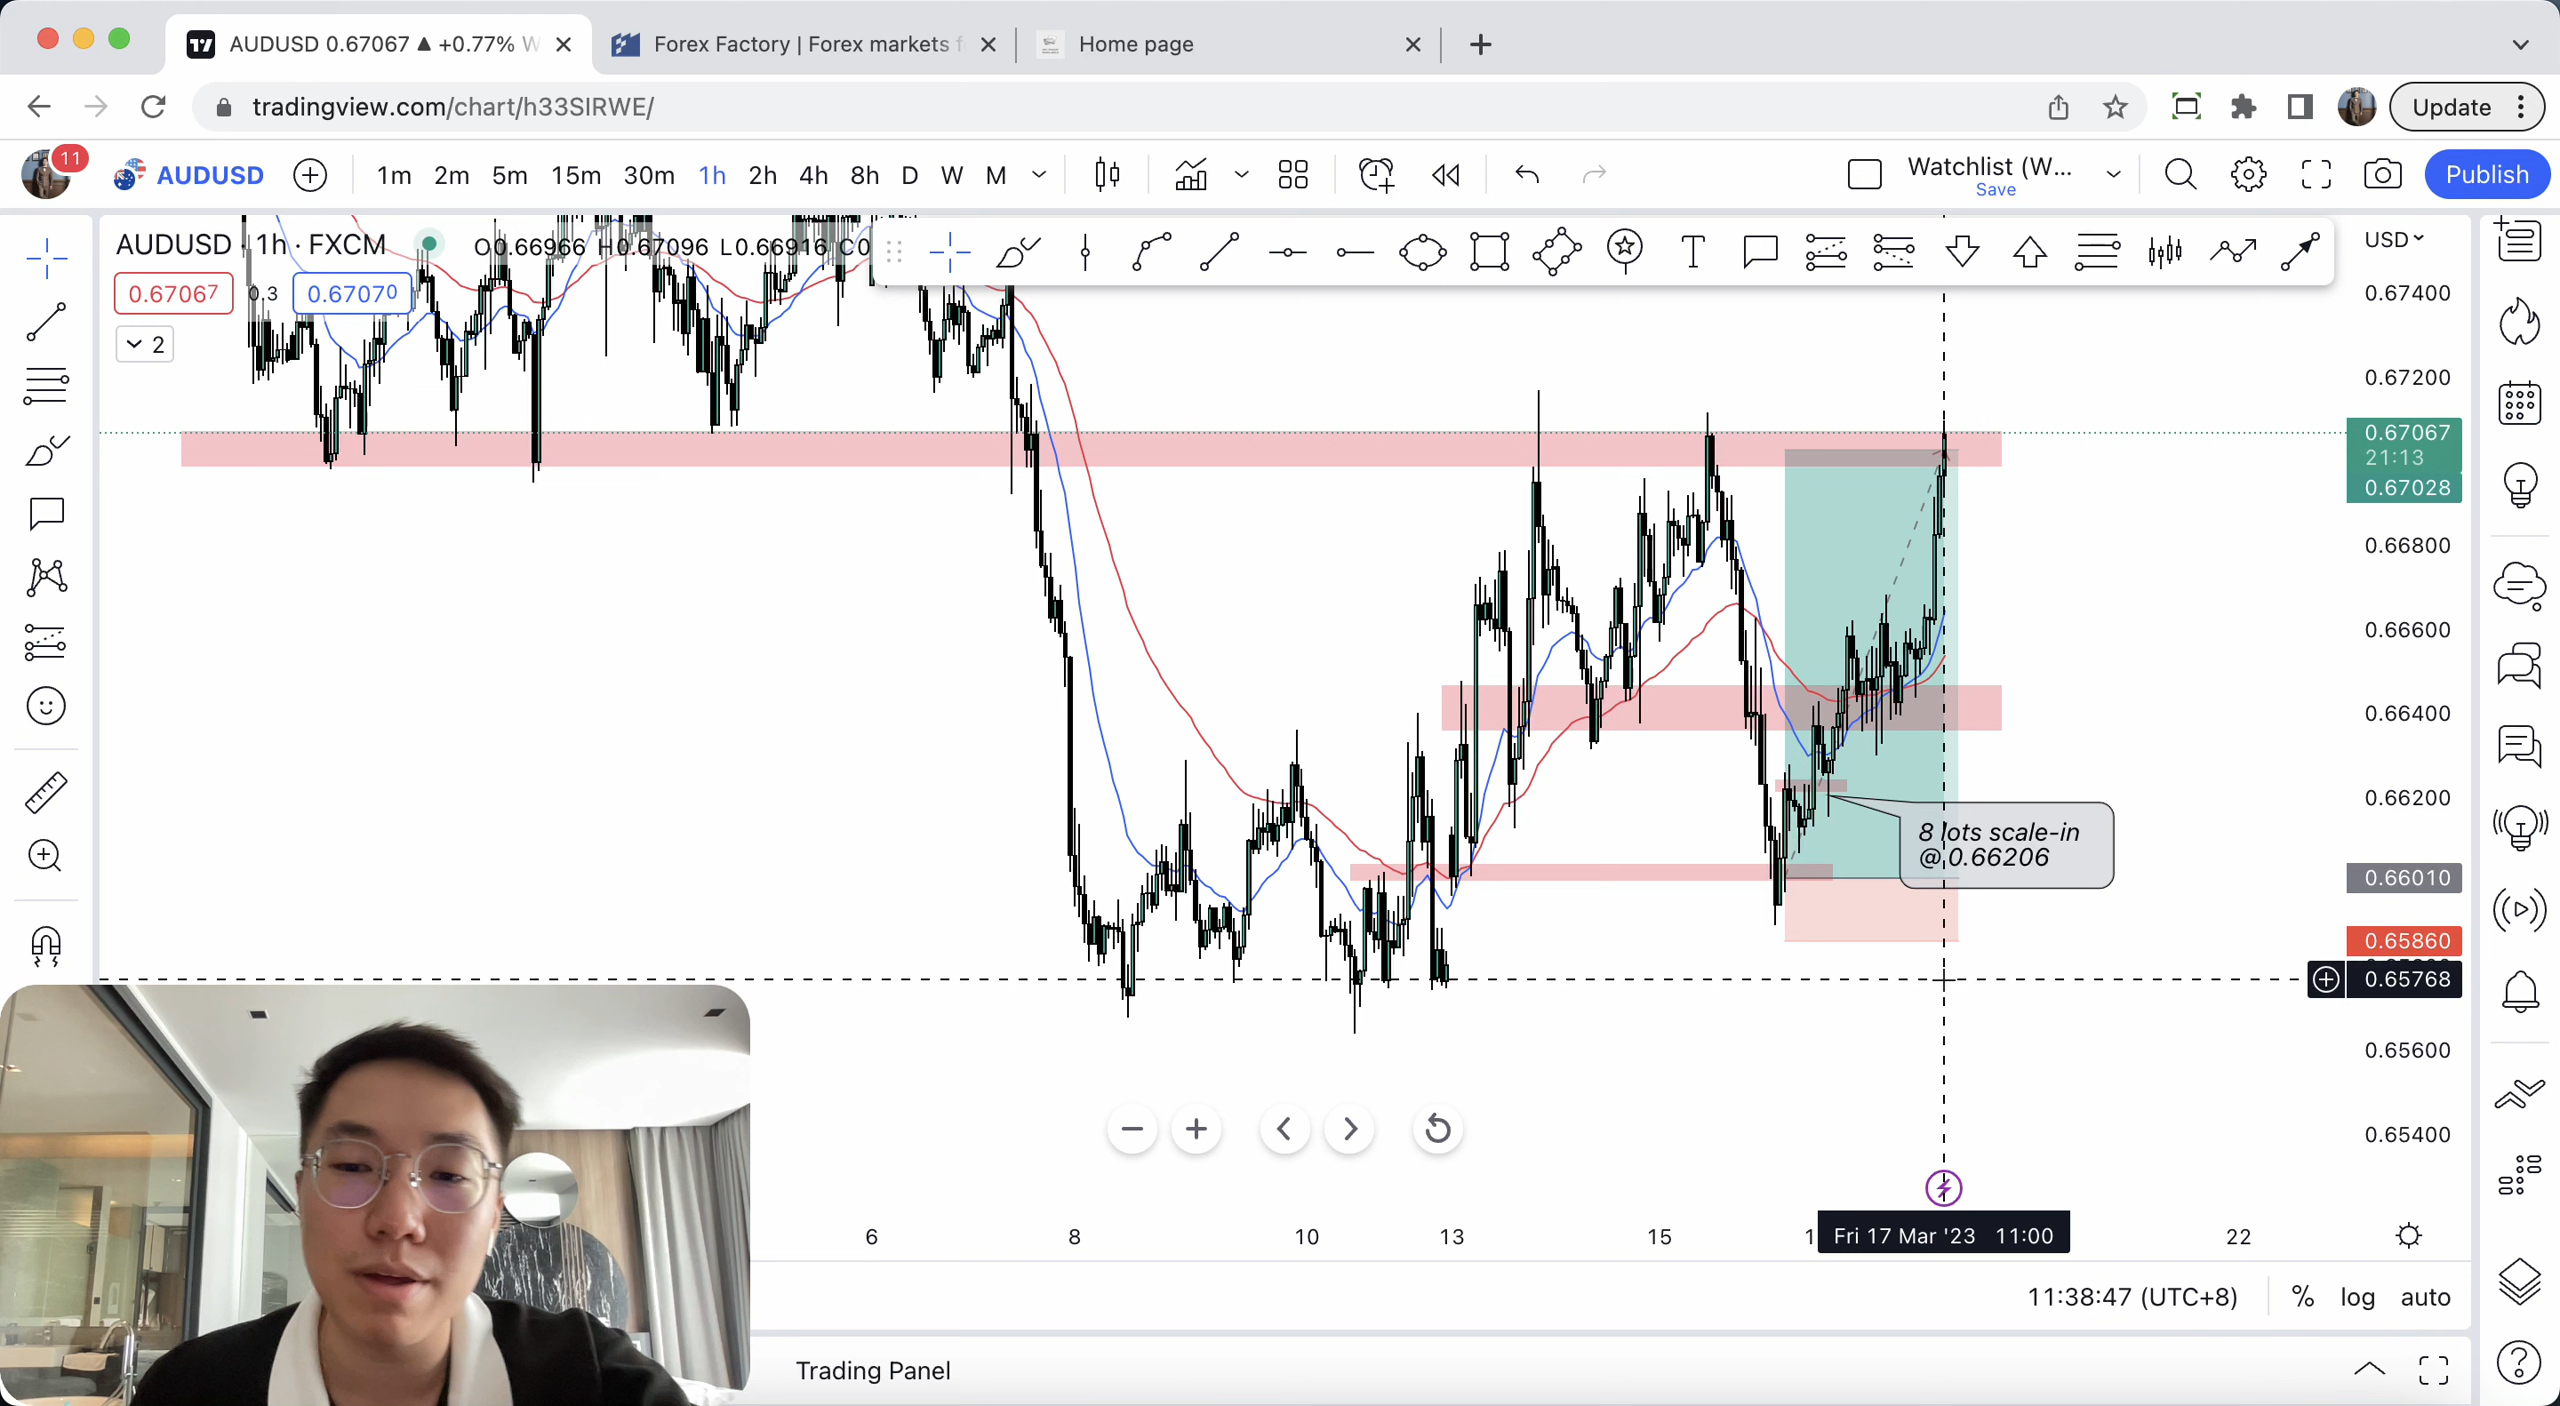 AUDUSD 0.67067 ▲ +0.77% W
Forex Factory | Forex markets f
Home page
tradingview.com/chart/h33SIRWE/
Update
11
AUDUSD
1m 2m 5m 15m 30m 1h 2h 4h 8h D W M
Watchlist (W...
Save
Publish
AUDUSD · 1h · FXCM
O0.66966 H0.67096 L0.66916 C0
0.67067
0.3
0.67070
2
USD
0.67400
0.67200
0.67067
21:13
0.67028
0.66800
0.66600
0.66400
0.66200
8 lots scale-in
@ 0.66206
0.66010
0.65860
0.65768
0.65600
0.65400
6 8 10 13 15 1
Fri 17 Mar '23 11:00
22
11:38:47 (UTC+8)
% log auto
Trading Panel